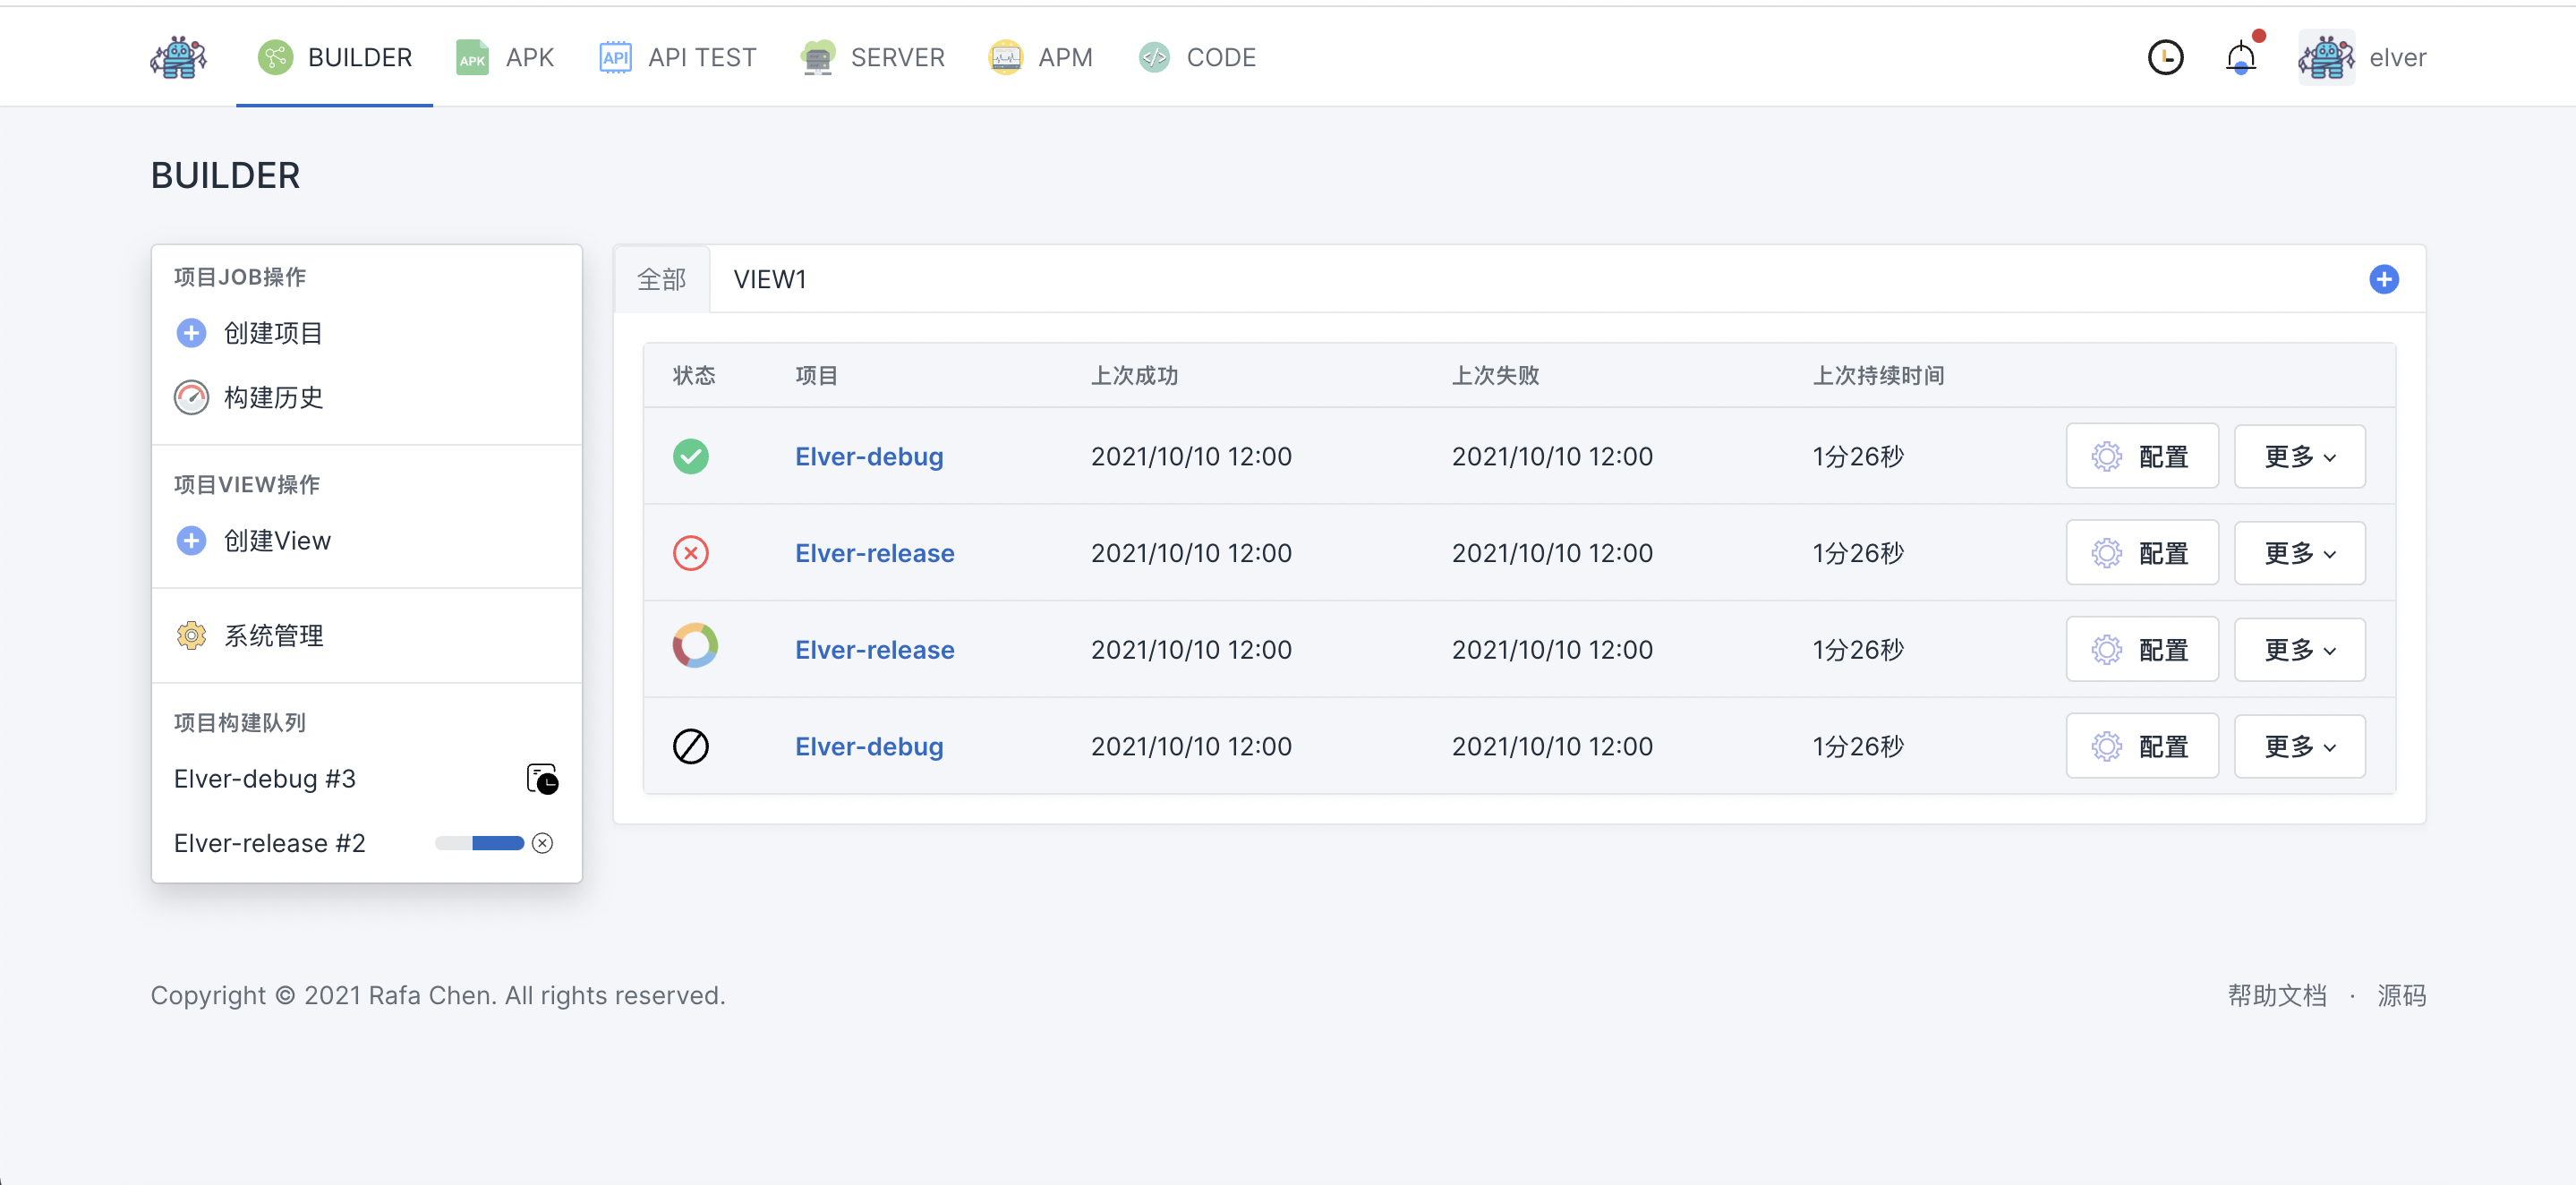 BUILDER APK API TEST SERVER APM CODE elver
BUILDER
项目JOB操作
创建项目
构建历史
项目VIEW操作
创建View
系统管理
项目构建队列
Elver-debug #3
Elver-release #2
全部 VIEW1
状态 项目 上次成功 上次失败 上次持续时间
Elver-debug 2021/10/10 12:00 2021/10/10 12:00 1分26秒 配置 更多
Elver-release 2021/10/10 12:00 2021/10/10 12:00 1分26秒 配置 更多
Elver-release 2021/10/10 12:00 2021/10/10 12:00 1分26秒 配置 更多
Elver-debug 2021/10/10 12:00 2021/10/10 12:00 1分26秒 配置 更多
Copyright © 2021 Rafa Chen. All rights reserved. 帮助文档 · 源码